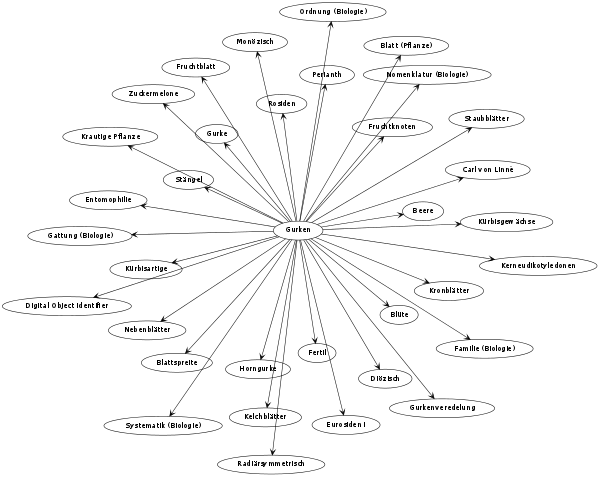 Ordnung (Biologie)
Monözisch
Blatt (Pflanze)
Fruchtblatt
Perianth
Nomenklatur (Biologie)
Zuckermelone
Rosiden
Staubblätter
Krautige Pflanze
Gurke
Fruchtknoten
Stängel
Carl von Linné
Entomophilie
Beere
Kürbisgewächse
Gattung (Biologie)
Gurken
Kürbisartige
Kerneudikotyledonen
Digital Object Identifier
Kronblätter
Nebenblätter
Blüte
Blattspreite
Horngurke
Fertil
Familie (Biologie)
Diözisch
Systematik (Biologie)
Kelchblätter
Eurosiden I
Gurkenveredelung
Radiärsymmetrisch